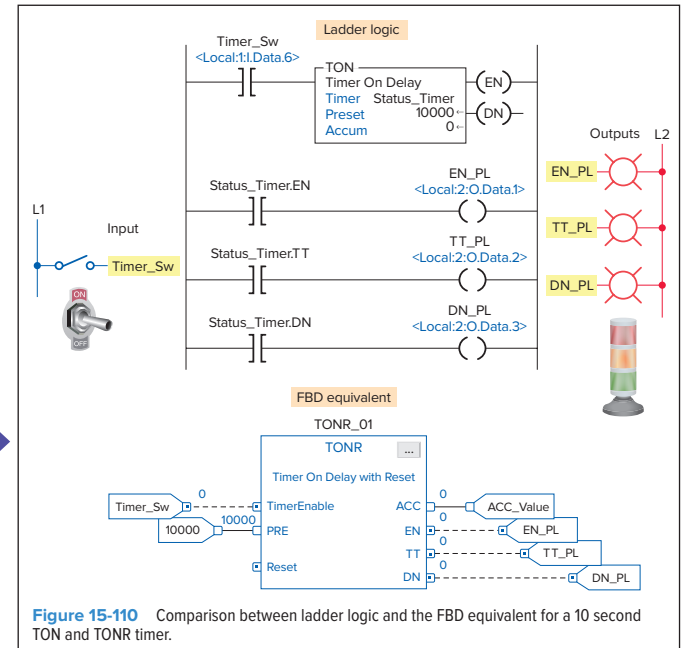 Ladder logic
Timer_Sw
<Local:1:I.Data.6>
TON
Timer On Delay
Timer Status_Timer
Preset 10000
Accum 0
EN
DN
Outputs L2
EN_PL
TT_PL
DN_PL
Status_Timer.EN
EN_PL
<Local:2:O.Data.1>
Status_Timer.TT
TT_PL
<Local:2:O.Data.2>
Status_Timer.DN
DN_PL
<Local:2:O.Data.3>
L1
Input
Timer_Sw
ON
OFF
FBD equivalent
TONR_01
TONR ...
Timer On Delay with Reset
Timer_Sw 0 TimerEnable ACC 0 ACC_Value
10000 10000 PRE EN 0 EN_PL
TT 0 TT_PL
Reset
DN 0 DN_PL
Figure 15-110 Comparison between ladder logic and the FBD equivalent for a 10 second
TON and TONR timer.